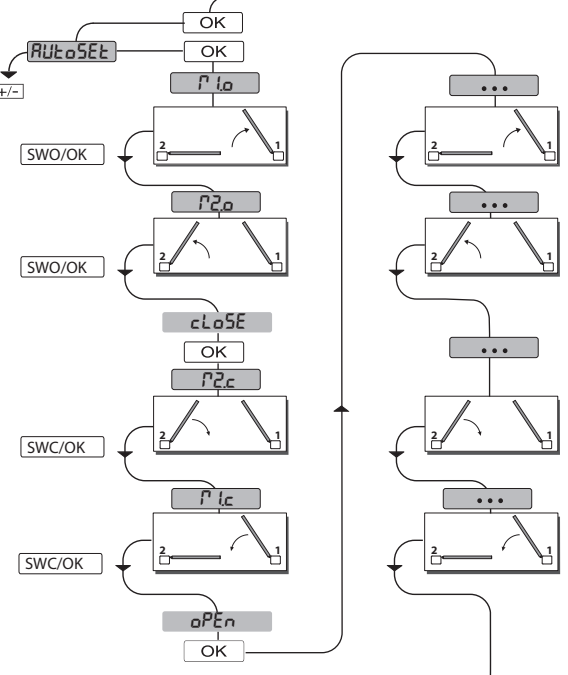 OK
AUtoSEt
OK
+/-
M1.o
2
1
SWO/OK
M2.o
2
1
SWO/OK
cLoSE
OK
M2.c
2
1
SWC/OK
M1.c
2
1
SWC/OK
oPEn
OK
...
2
1
...
2
1
...
2
1
...
2
1